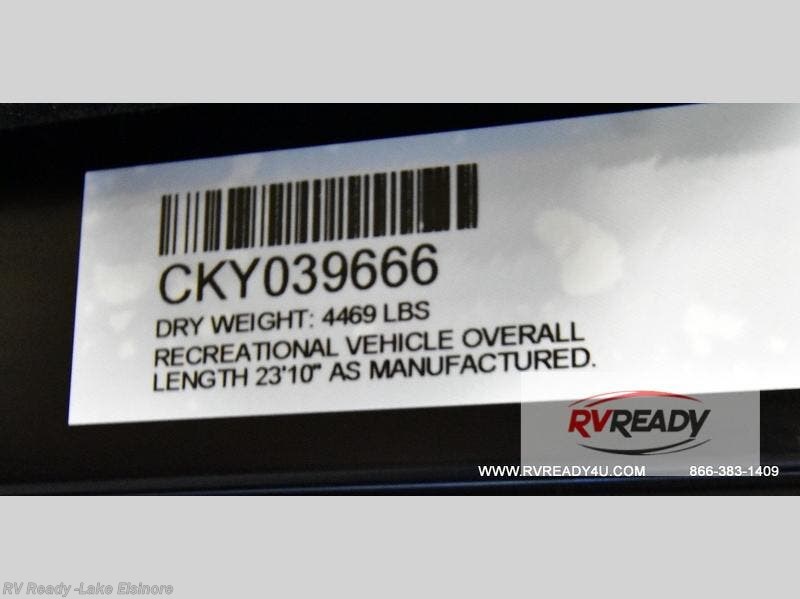 CKY039666
DRY WEIGHT: 4469 LBS
RECREATIONAL VEHICLE OVERALL
LENGTH 23'10" AS MANUFACTURED.
RVREADY
WWW.RVREADY4U.COM 866-383-1409
RV Ready -Lake Elsinore